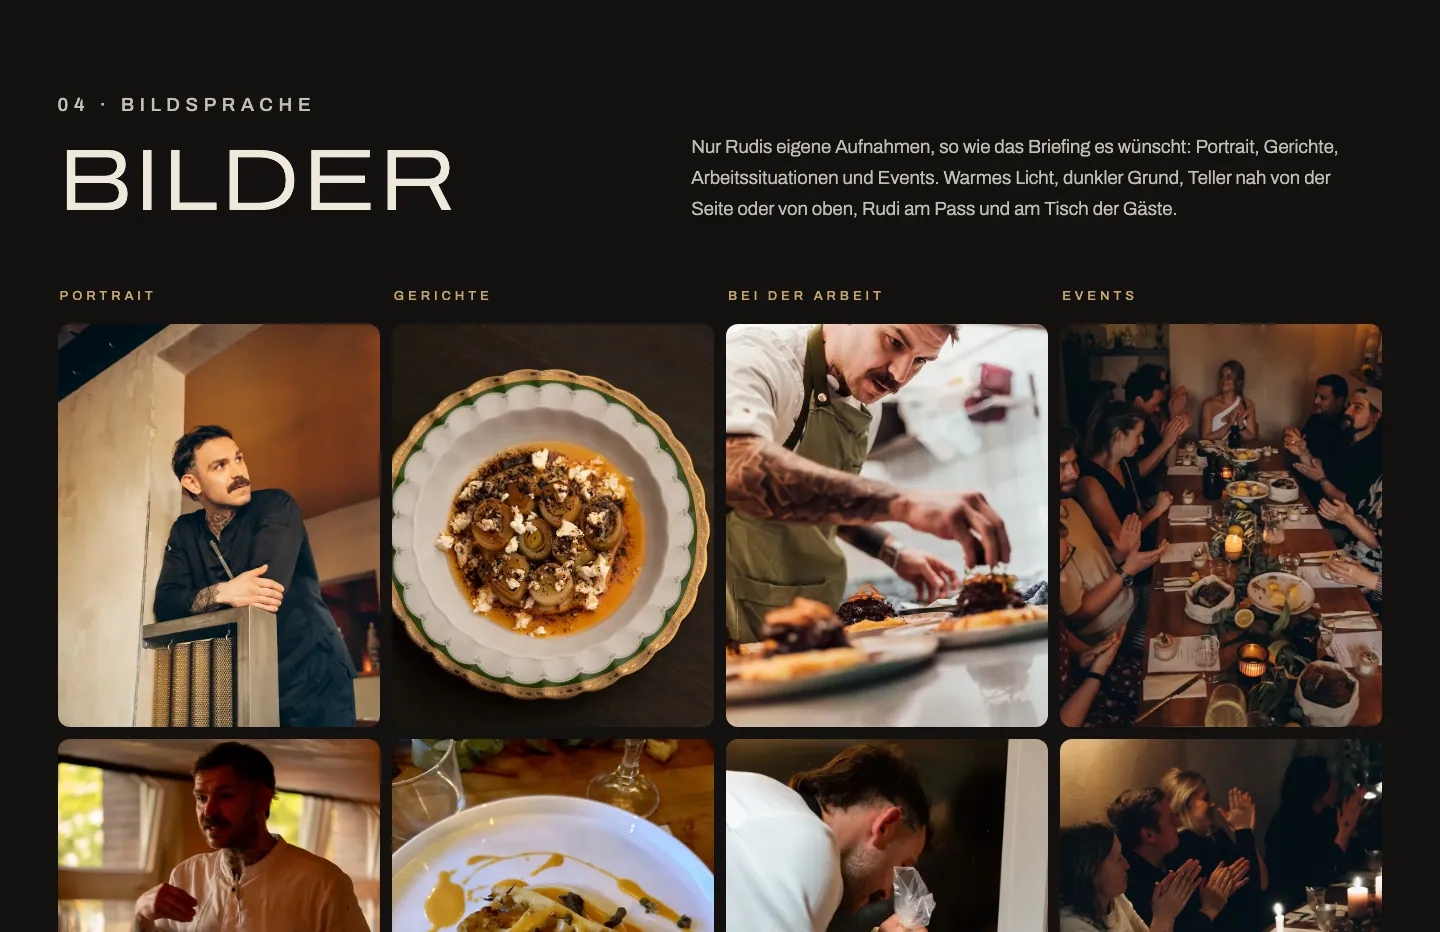 04 · BILDSPRACHE
BILDER
Nur Rudis eigene Aufnahmen, so wie das Briefing es wünscht: Portrait, Gerichte,
Arbeitssituationen und Events. Warmes Licht, dunkler Grund, Teller nah von der
Seite oder von oben, Rudi am Pass und am Tisch der Gäste.
PORTRAIT
GERICHTE
BEI DER ARBEIT
EVENTS